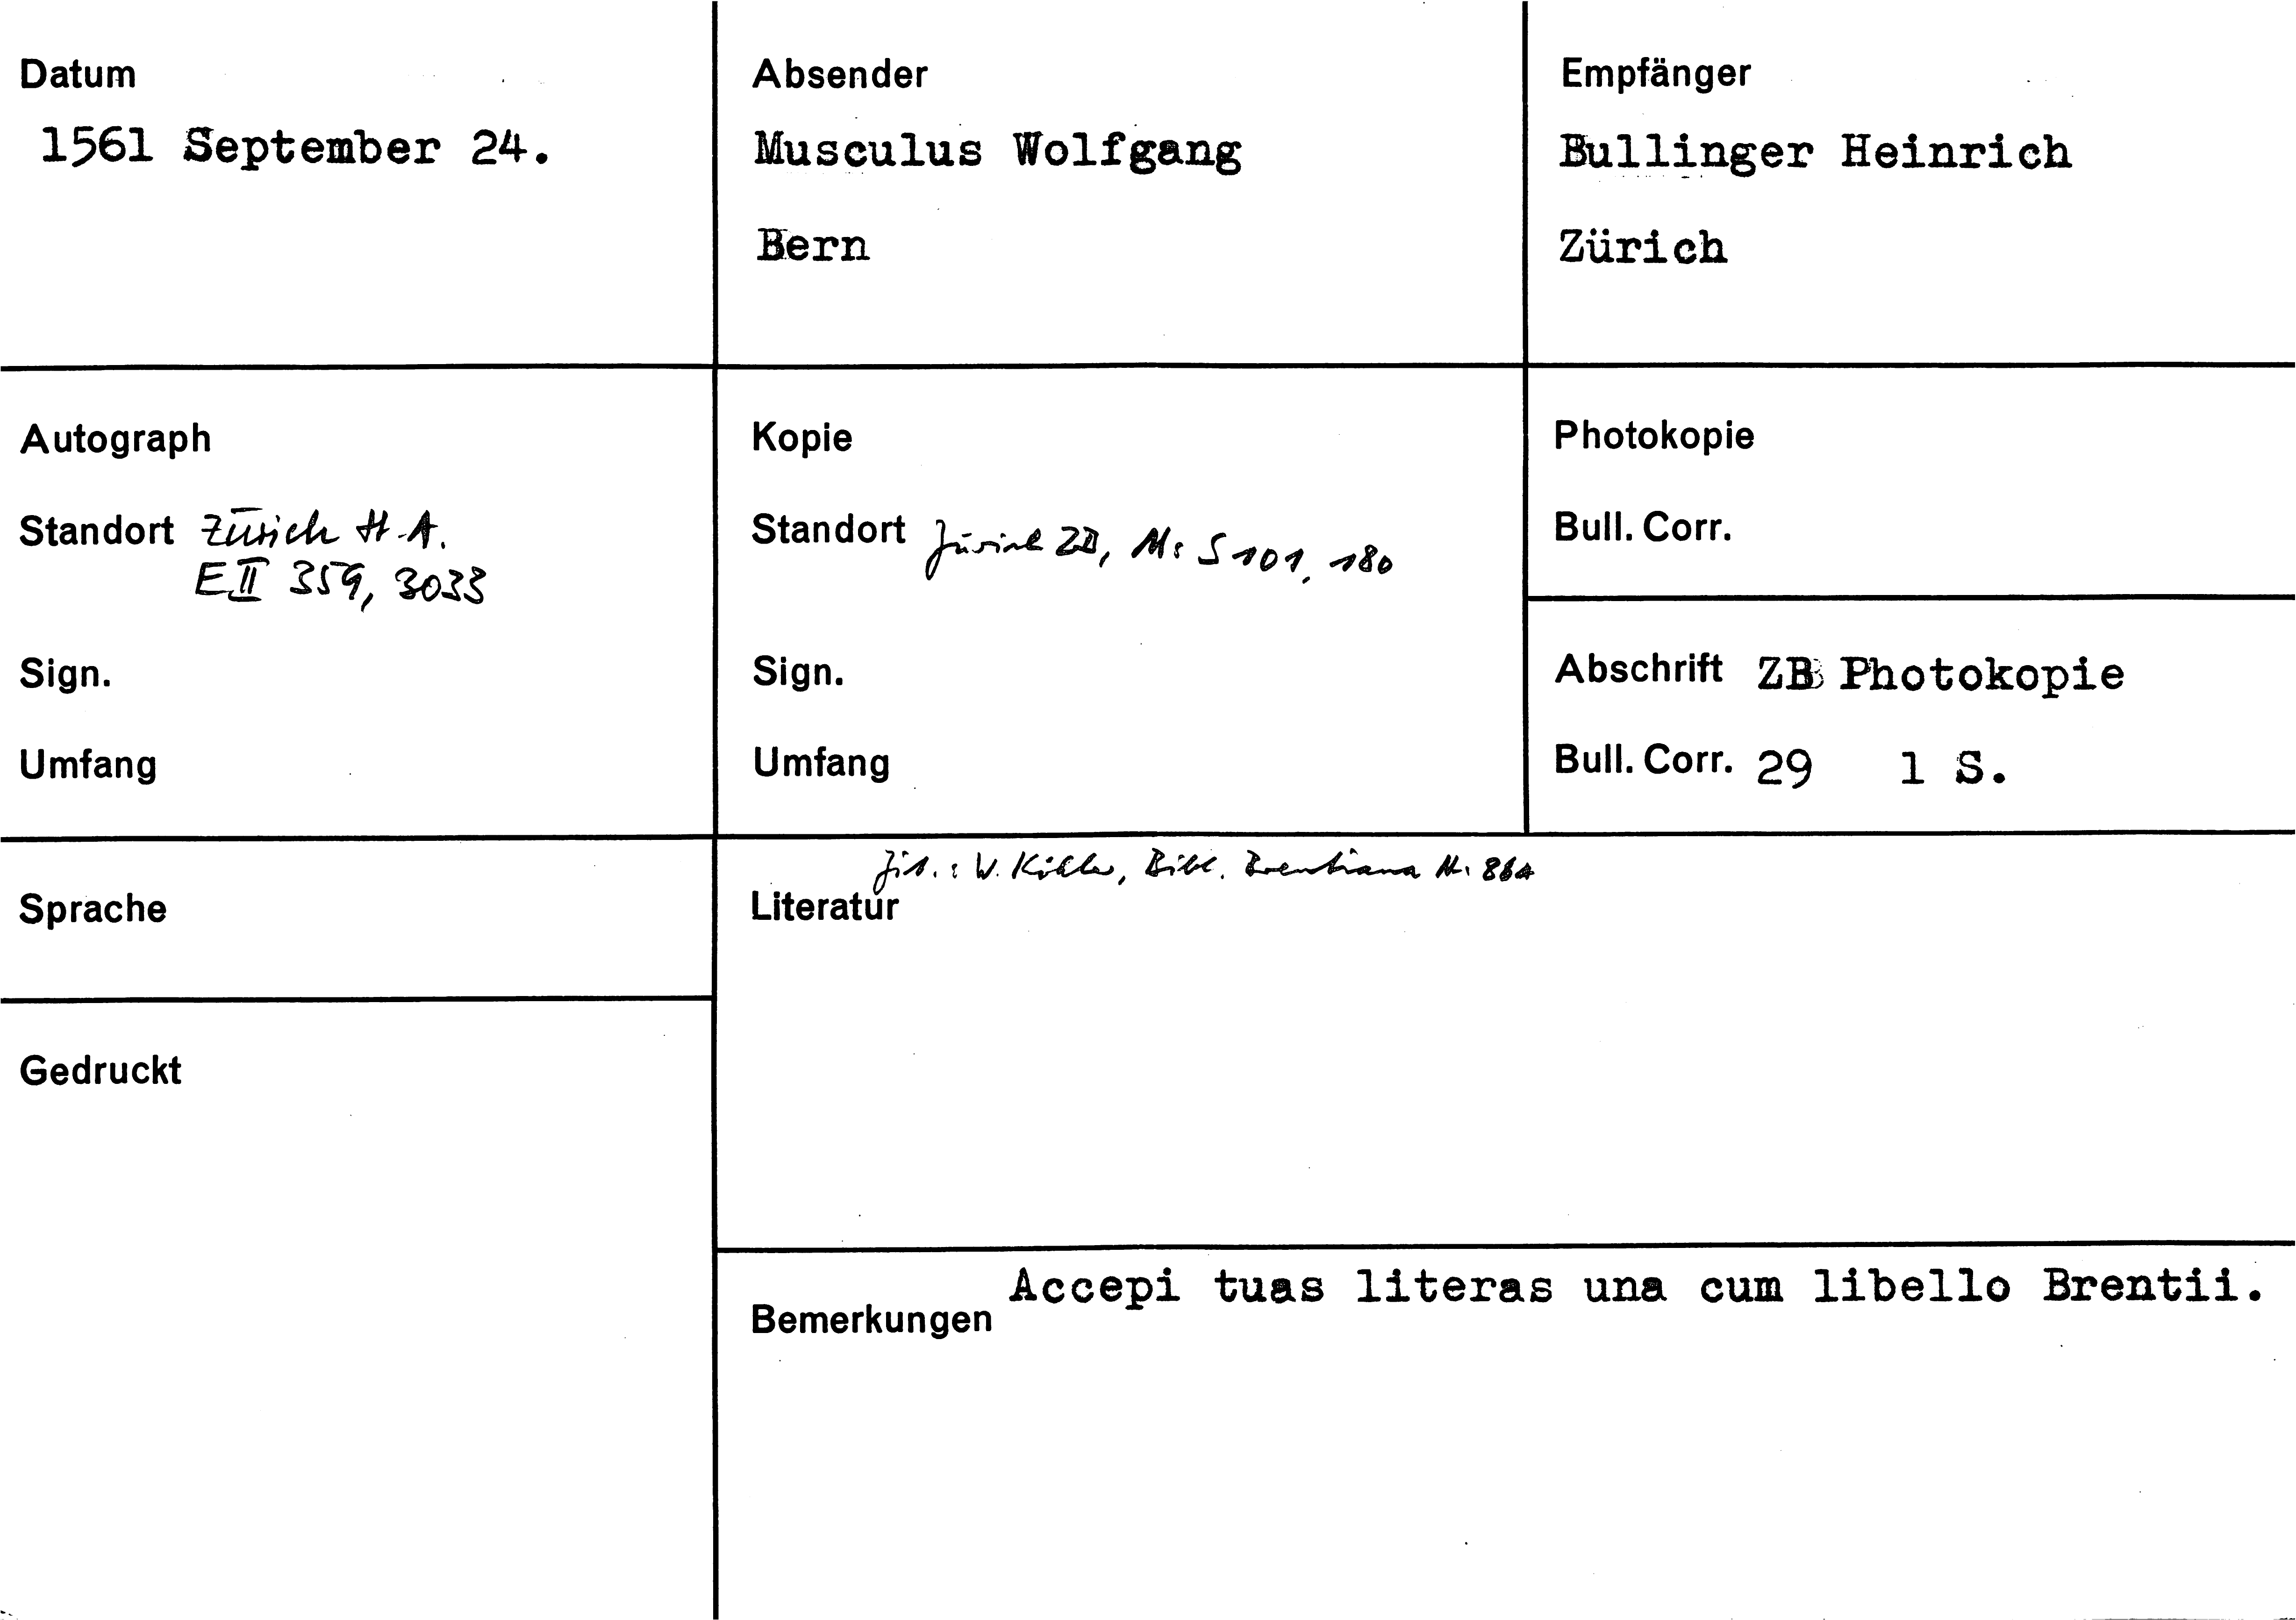 Datum
1561 September 24.
Absender
Musculus Wolfgang
Bern
Empfänger
Bullinger Heinrich
Zürich
Autograph
Standort Zürich H.A.
E II 359, 3033
Sign.
Umfang
Kopie
Standort Zürich ZB, Ms S 101, 180
Sign.
Umfang
Photokopie
Bull. Corr.
Abschrift ZB Photokopie
Bull. Corr. 29 1 S.
Sprache
Gedruckt
Zit.: W. Köhler, Bibl. Brentiana Nr 861
Literatur
Accepi tuas literas una cum libello Brentii.
Bemerkungen